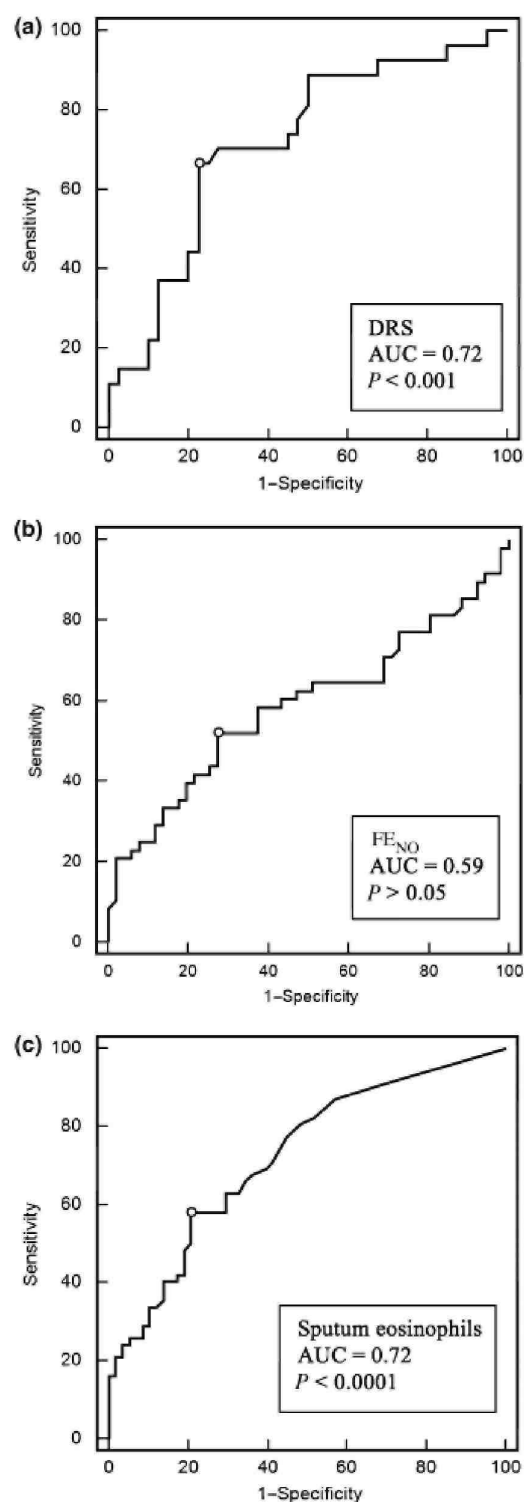 (a)
100
80
60
40
20
0
Sensitivity
DRS
AUC = 0.72
P < 0.001
0 20 40 60 80 100
1–Specificity
(b)
100
80
60
40
20
0
Sensitivity
FE_NO
AUC = 0.59
P > 0.05
0 20 40 60 80 100
1–Specificity
(c)
100
80
60
40
20
0
Sensitivity
Sputum eosinophils
AUC = 0.72
P < 0.0001
0 20 40 60 80 100
1–Specificity